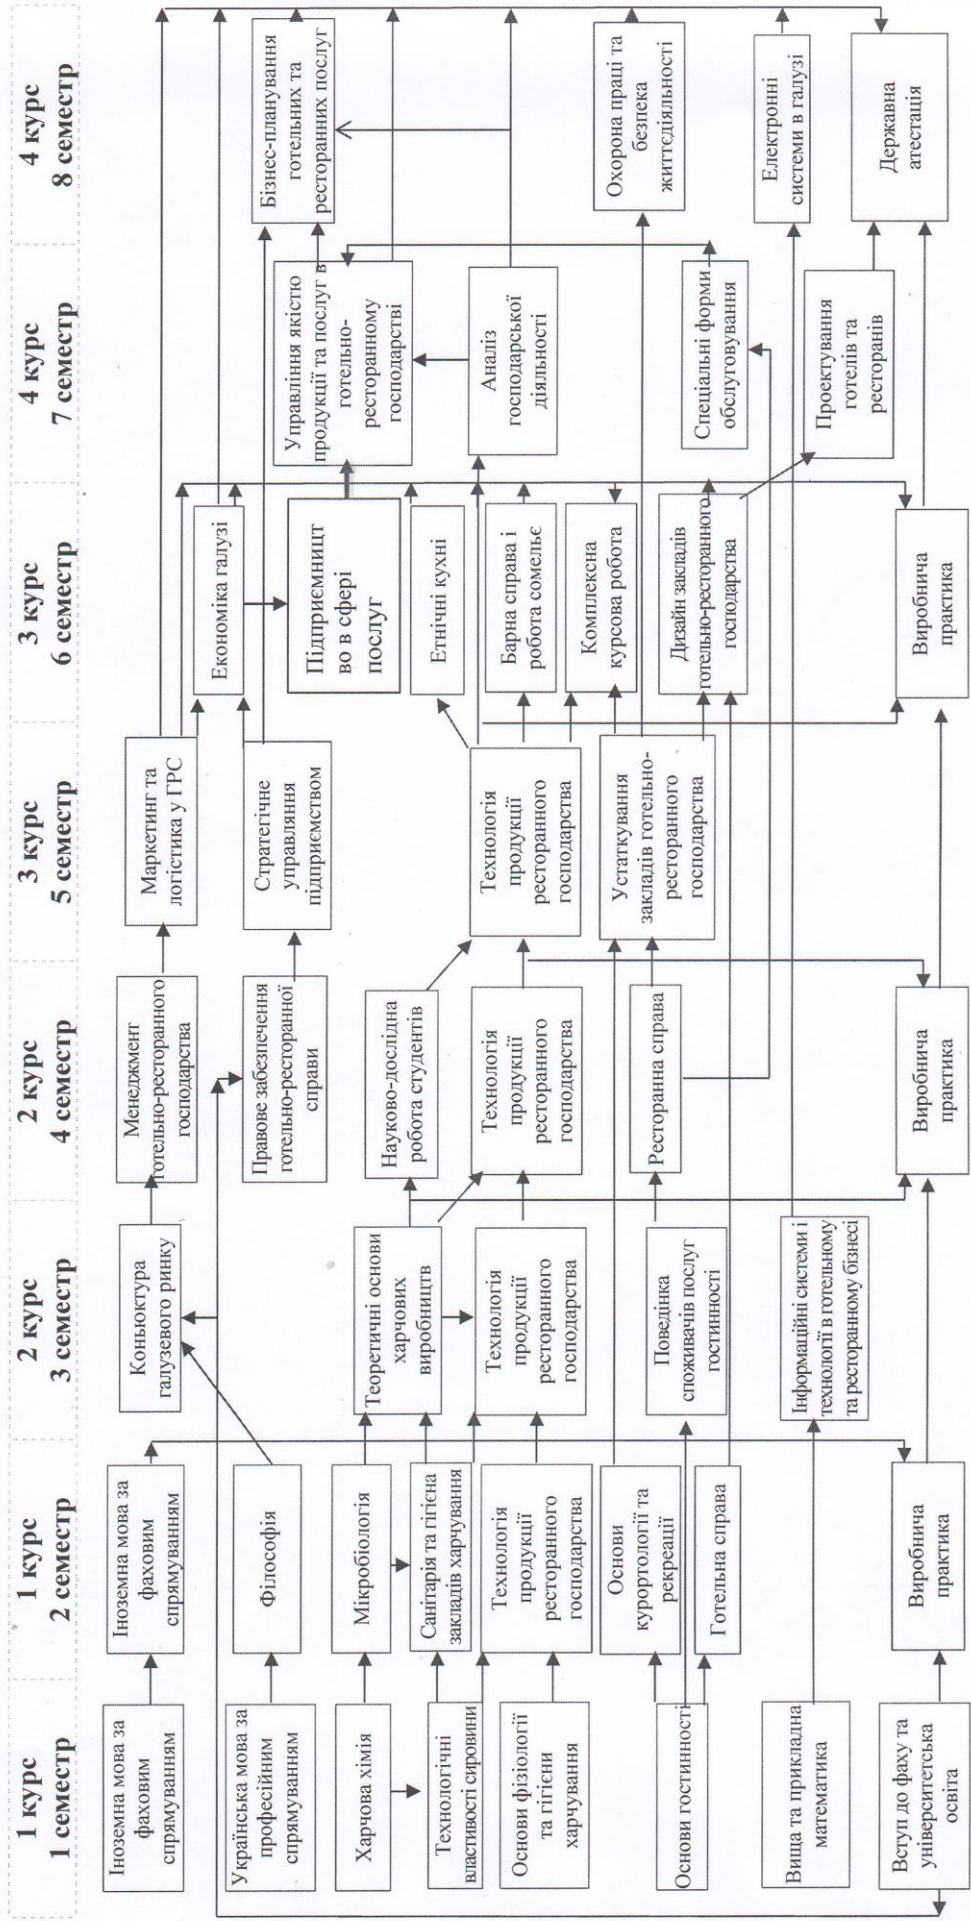 1 курс
1 семестр
1 курс
2 семестр
2 курс
3 семестр
2 курс
4 семестр
3 курс
5 семестр
3 курс
6 семестр
4 курс
7 семестр
4 курс
8 семестр
Іноземна мова за
фаховим
спрямуванням
Українська мова за
професійним
спрямуванням
Харчова хімія
Технологічні
властивості сировини
Основи фізіології
та гігієни
харчування
Основи гостинності
Вища та прикладна
математика
Вступ до фаху та
університетська
освіта
Іноземна мова за
фаховим
спрямуванням
Філософія
Мікробіологія
Санітарія та гігієна
закладів харчування
Технологія
продукції
ресторанного
господарства
Основи
курортології та
рекреації
Готельна справа
Виробнича
практика
Коньюктура
галузевого ринку
Теоретичні основи
харчових
виробництв
Технологія
продукції
ресторанного
господарства
Поведінка
споживачів послуг
гостинності
Інформаційні системи і
технології в готельному
та ресторанному бізнесі
Менеджмент
готельно-ресторанного
господарства
Правове забезпечення
готельно-ресторанної
справи
Науково-дослідна
робота студентів
Технологія
продукції
ресторанного
господарства
Ресторанна справа
Виробнича
практика
Маркетинг та
логістика у ГРС
Стратегічне
управління
підприємством
Технологія
продукції
ресторанного
господарства
Устаткування
закладів готельно-
ресторанного
господарства
Економіка галузі
Підприємницт
во в сфері
послуг
Етнічні кухні
Барна справа і
робота сомельє
Комплексна
курсова робота
Дизайн закладів
готельно-ресторанного
господарства
Виробнича
практика
Управління якістю
продукції та послуг в
готельно-
ресторанному
господарстві
Аналіз
господарської
діяльності
Спеціальні форми
обслуговування
Проектування
готелів та
ресторанів
Бізнес-планування
готельних та
ресторанних послуг
Охорона праці та
безпека
життєдіяльності
Електронні
системи в галузі
Державна
атестація